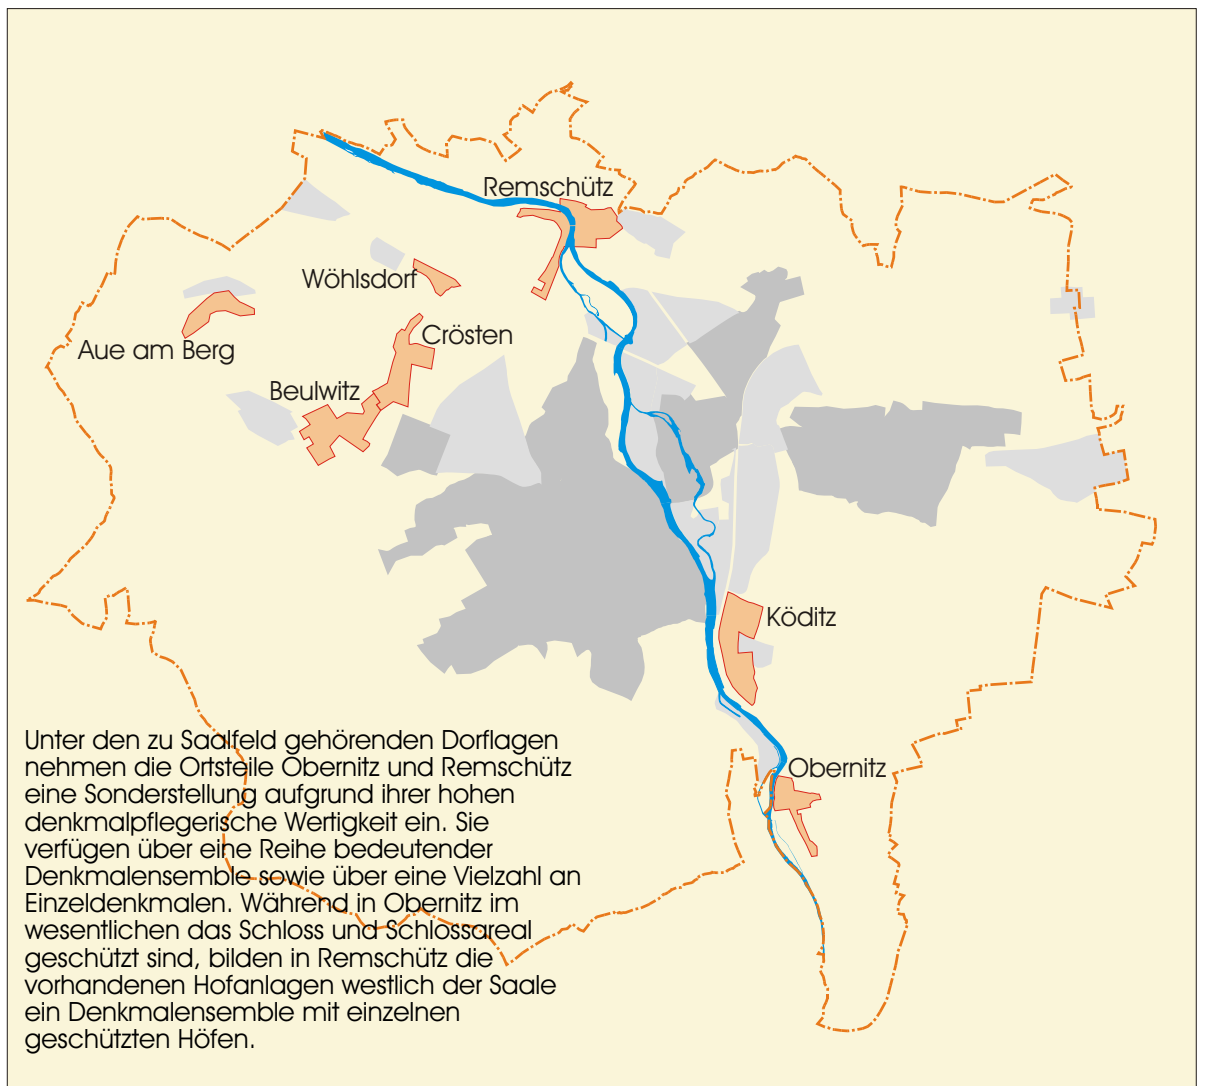 Remschütz
Wöhlsdorf
Crösten
Aue am Berg
Beulwitz
Köditz
Obernitz
Unter den zu Saalfeld gehörenden Dorflagen
nehmen die Ortsteile Obernitz und Remschütz
eine Sonderstellung aufgrund ihrer hohen
denkmalpflegerische Wertigkeit ein. Sie
verfügen über eine Reihe bedeutender
Denkmalensemble sowie über eine Vielzahl an
Einzeldenkmalen. Während in Obernitz im
wesentlichen das Schloss und Schlossareal
geschützt sind, bilden in Remschütz die
vorhandenen Hofanlagen westlich der Saale
ein Denkmalensemble mit einzelnen
geschützten Höfen.